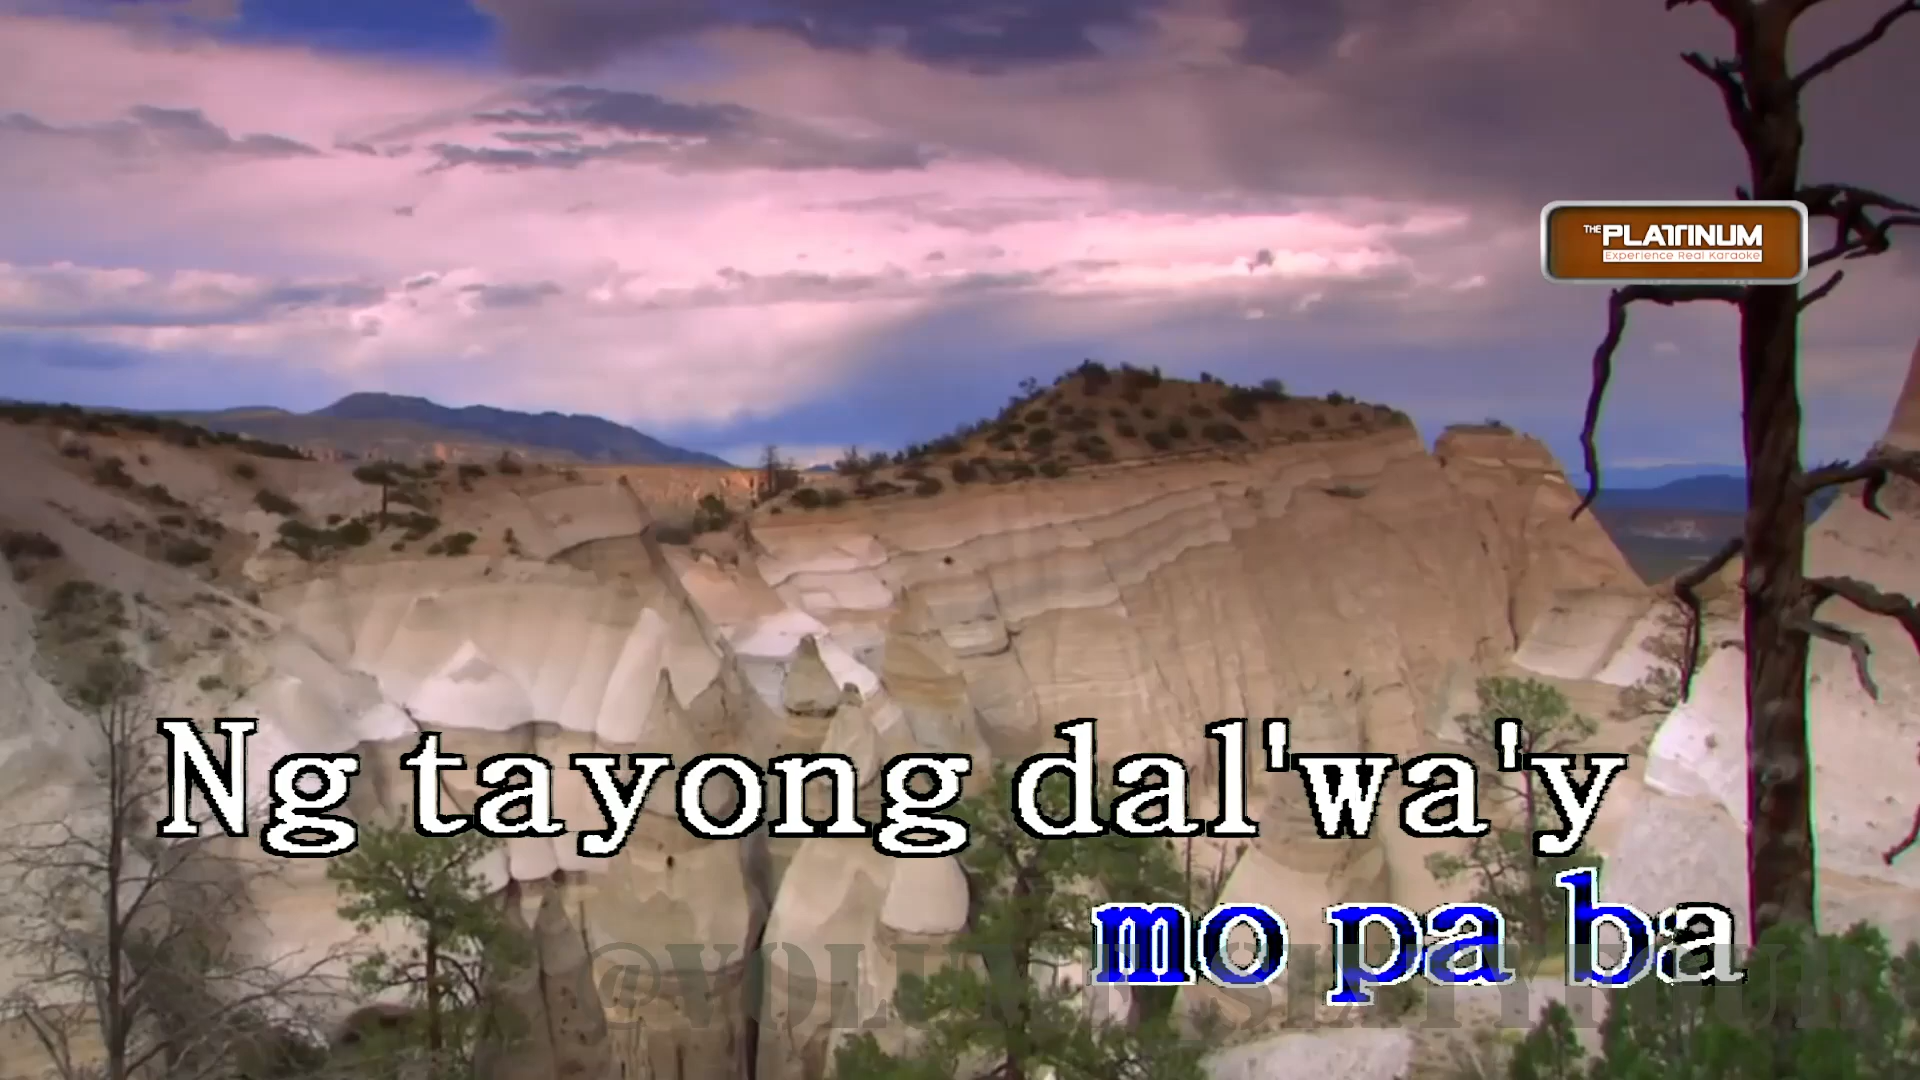 THE PLATINUM
Experience Real Karaoke
Ng tayong dal'wa'y
mo pa ba